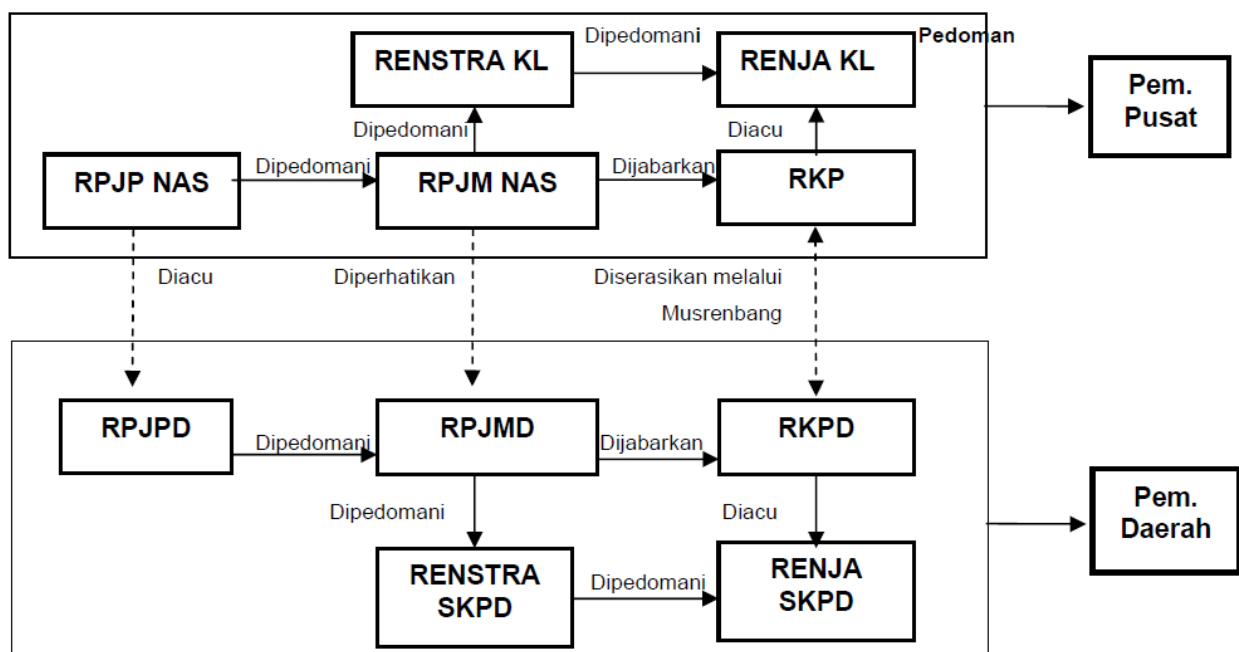 Dipedomani
Pedoman
RENSTRA KL
RENJA KL
Pem.
Pusat
Dipedomani
Diacu
Dipedomani
Dijabarkan
RPJP NAS
RPJM NAS
RKP
Diacu
Diperhatikan
Diserasikan melalui
Musrenbang
RPJPD
RPJMD
RKPD
Dipedomani
Dijabarkan
Pem.
Daerah
Dipedomani
Diacu
RENSTRA
SKPD
Dipedomani
RENJA
SKPD